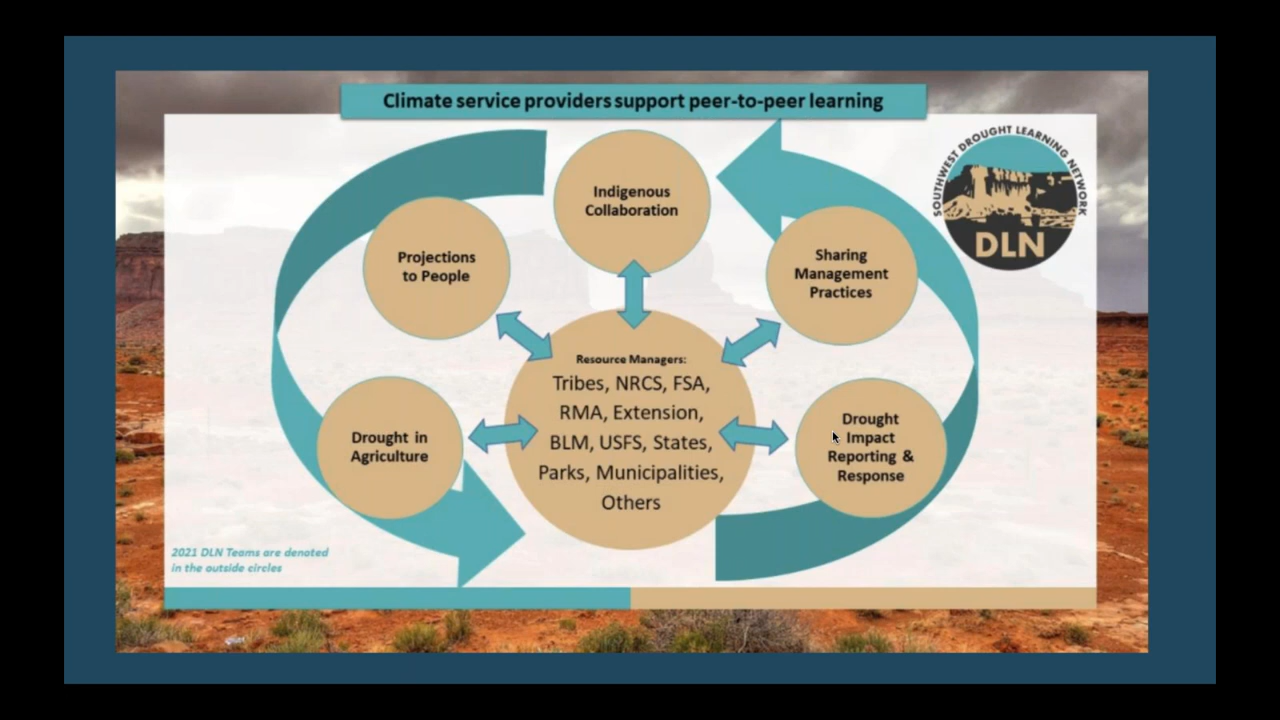 Climate service providers support peer-to-peer learning
SOUTHWEST DROUGHT LEARNING NETWORK
DLN
Indigenous
Collaboration
Projections
to People
Sharing
Management
Practices
Resource Managers:
Tribes, NRCS, FSA,
RMA, Extension,
BLM, USFS, States,
Parks, Municipalities,
Others
Drought in
Agriculture
Drought
Impact
Reporting &
Response
2021 DLN Teams are denoted
in the outside circles